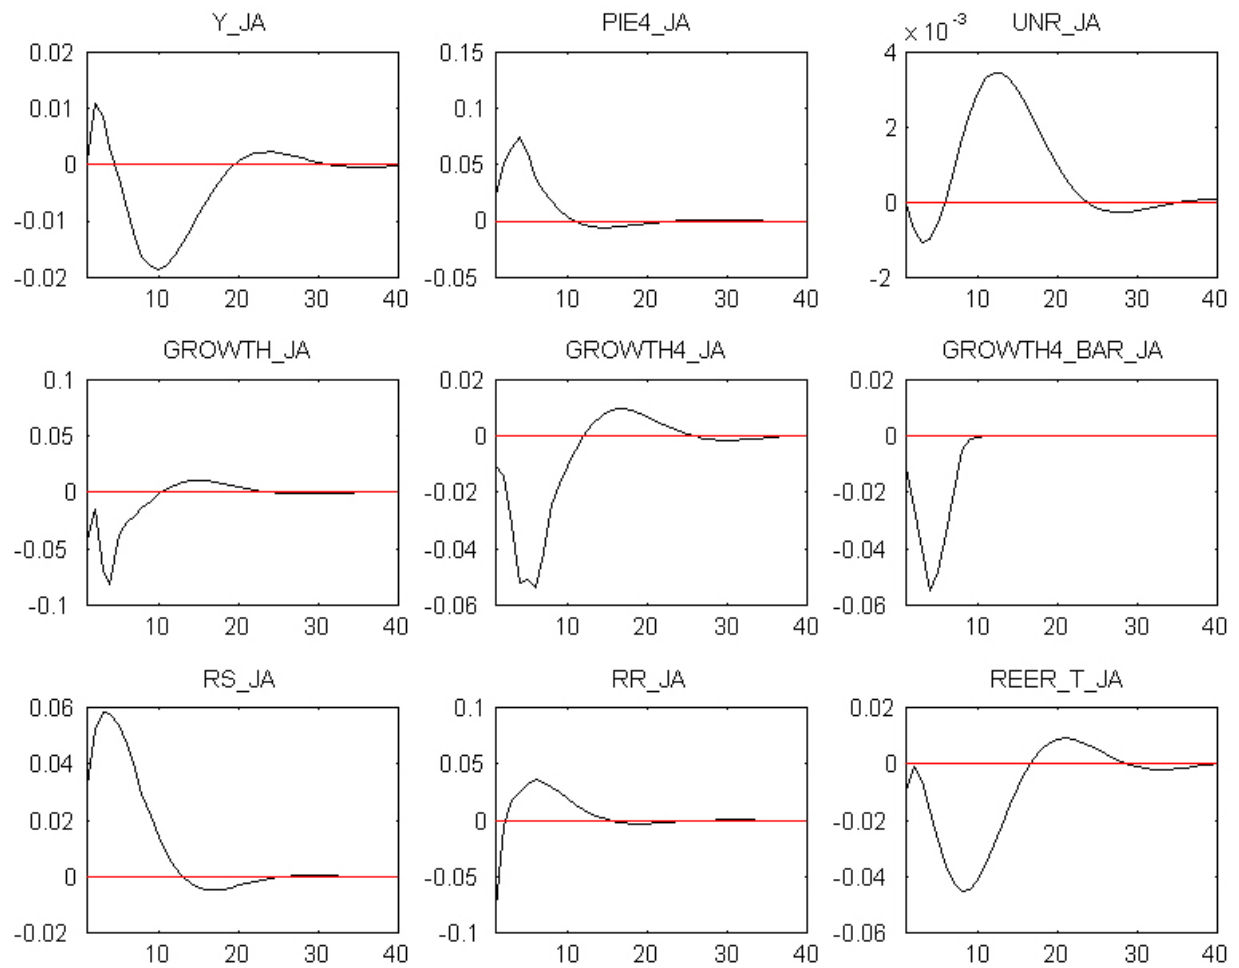 Y_JA PIE4_JA UNR_JA
× 10⁻³
0.02 0.15 4
0.01 0.1 2
0 0.05 0
-0.01 0 -2
-0.02 -0.05
10 20 30 40 10 20 30 40 10 20 30 40
GROWTH_JA GROWTH4_JA GROWTH4_BAR_JA
0.1 0.02 0.02
0.05 0 0
0 -0.02 -0.02
-0.05 -0.04 -0.04
-0.1 -0.06 -0.06
10 20 30 40 10 20 30 40 10 20 30 40
RS_JA RR_JA REER_T_JA
0.06 0.1 0.02
0.04 0.05 0
0.02 0 -0.02
0 -0.05 -0.04
-0.02 -0.1 -0.06
10 20 30 40 10 20 30 40 10 20 30 40